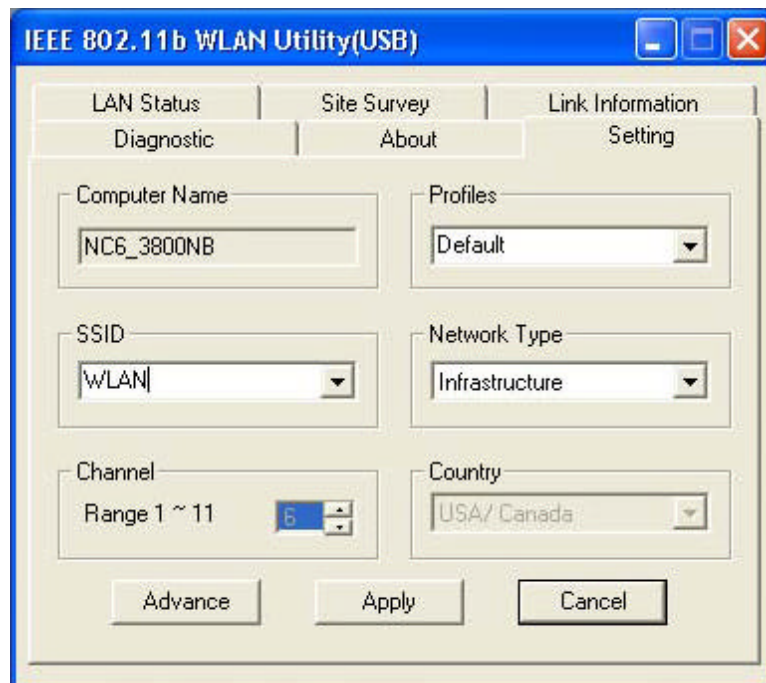 IEEE 802.11b WLAN Utility(USB)
LAN Status
Site Survey
Link Information
Diagnostic
About
Setting
Computer Name
NC6_3800NB
Profiles
Default
SSID
WLAN
Network Type
Infrastructure
Channel
Range 1 ~ 11
6
Country
USA/ Canada
Advance
Apply
Cancel